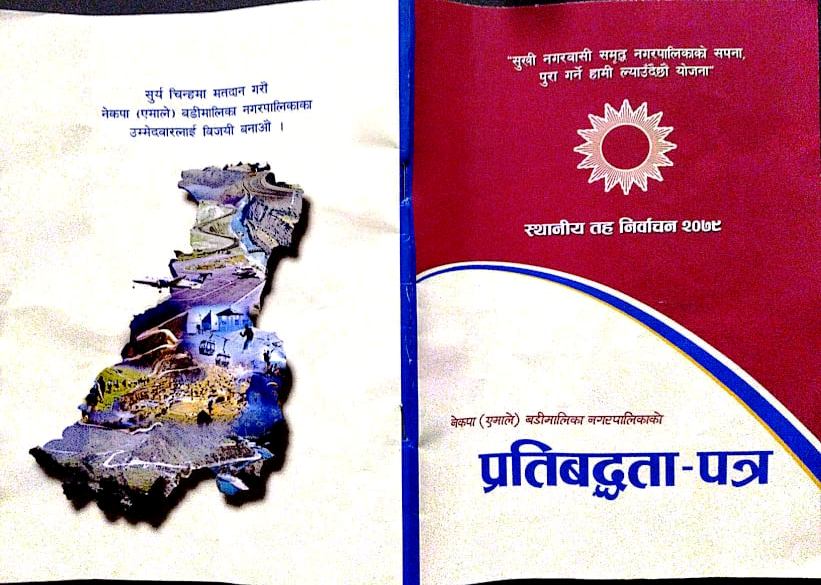 सुर्य चिन्हमा मतदान गरौं
नेकपा (एमाले) बडीमालिका नगरपालिकाका
उम्मेदवारलाई विजयी बनाऔं ।
"सुखी नगरवासी समृद्ध नगरपालिकाको सपना,
पुरा गर्ने हामी ल्याउँदैछौ योजना"
स्थानीय तह निर्वाचन २०७९
नेकपा (एमाले) बडीमालिका नगरपालिकाको
प्रतिबद्धता-पत्र